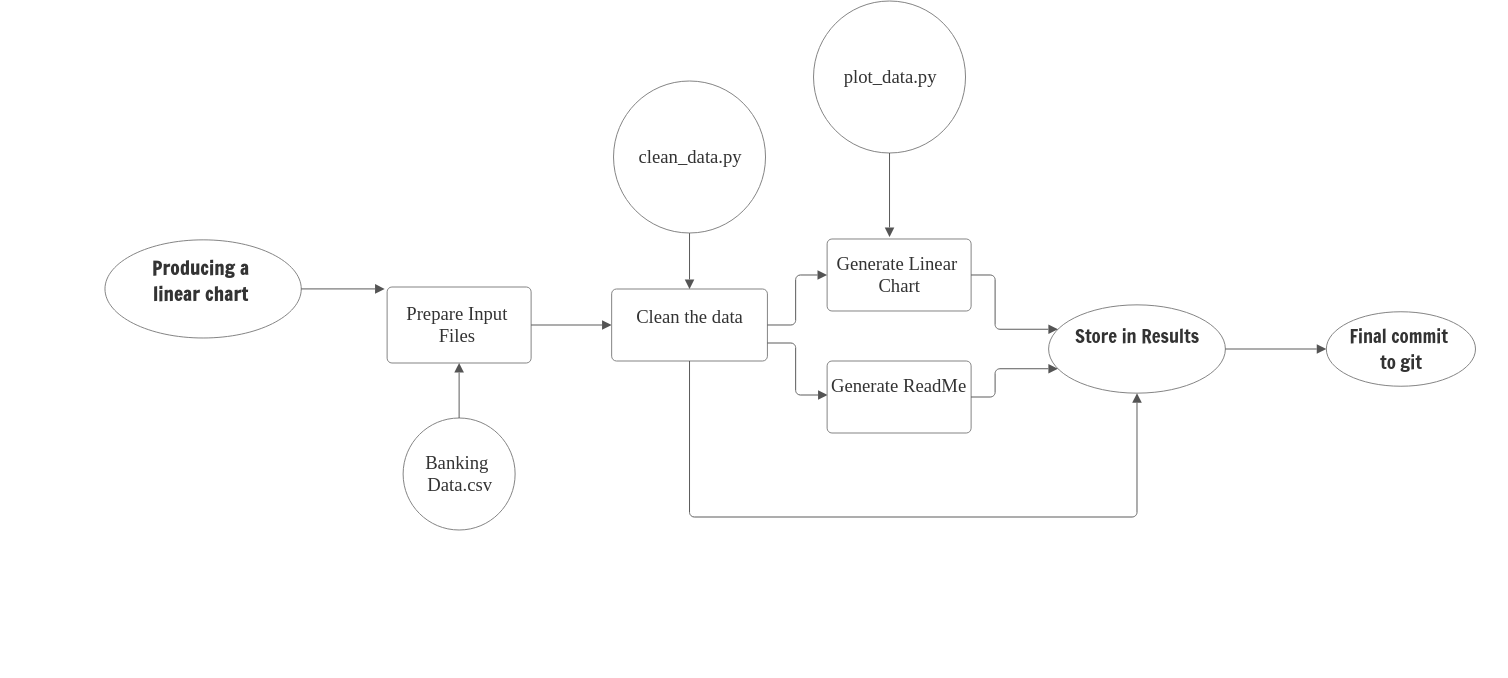 plot_data.py
clean_data.py
Producing a
linear chart
Prepare Input
Files
Banking
Data.csv
Clean the data
Generate Linear
Chart
Generate ReadMe
Store in Results
Final commit
to git